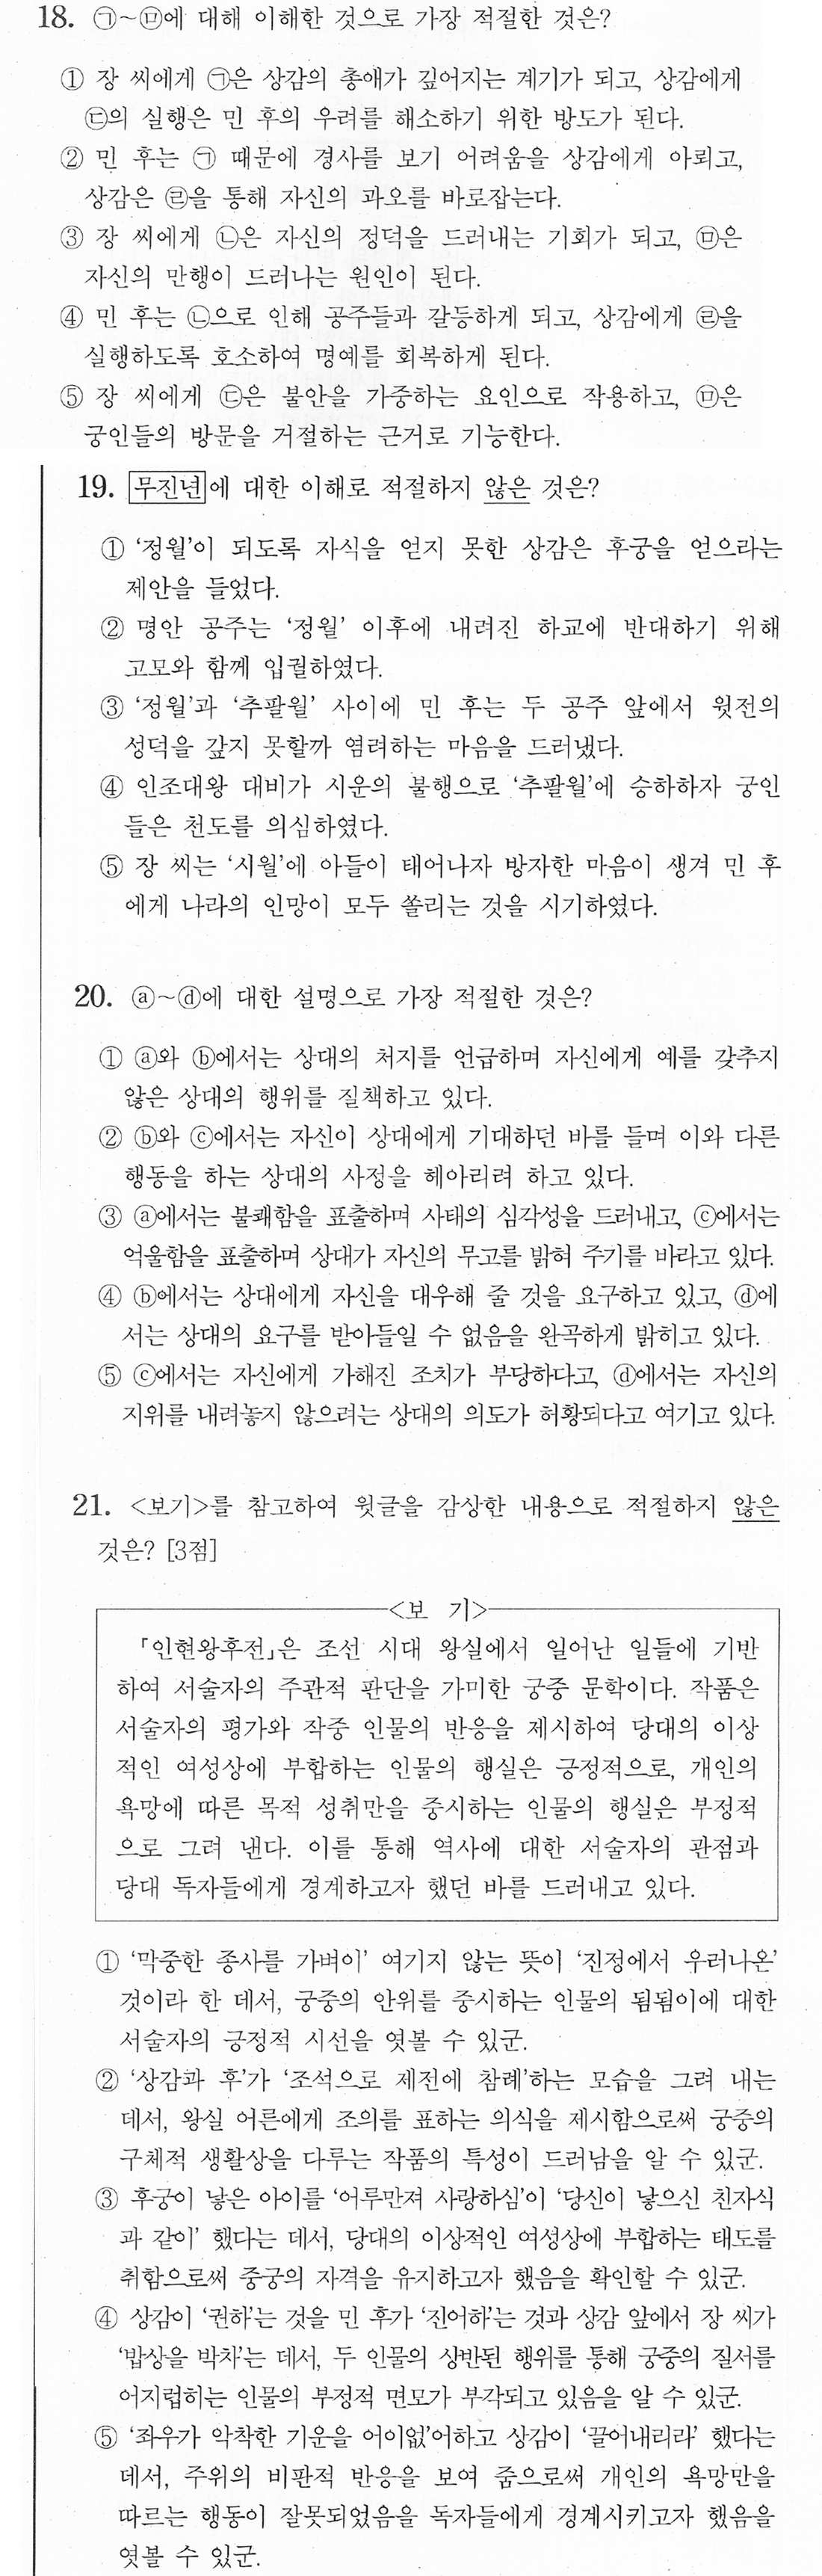 18. ㉠~㉤에 대해 이해한 것으로 가장 적절한 것은?
① 장 씨에게 ㉠은 상감의 총애가 깊어지는 계기가 되고, 상감에게
㉢의 실행은 민 후의 우려를 해소하기 위한 방도가 된다.
② 민 후는 ㉠ 때문에 경사를 보기 어려움을 상감에게 아뢰고,
상감은 ㉣을 통해 자신의 과오를 바로잡는다.
③ 장 씨에게 ㉡은 자신의 정덕을 드러내는 기회가 되고, ㉤은
자신의 만행이 드러나는 원인이 된다.
④ 민 후는 ㉡으로 인해 공주들과 갈등하게 되고, 상감에게 ㉣을
실행하도록 호소하여 명예를 회복하게 된다.
⑤ 장 씨에게 ㉢은 불안을 가중하는 요인으로 작용하고, ㉤은
궁인들의 방문을 거절하는 근거로 기능한다.
19. 무진년에 대한 이해로 적절하지 않은 것은?
① ‘정월’이 되도록 자식을 얻지 못한 상감은 후궁을 얻으라는
제안을 들었다.
② 명안 공주는 ‘정월’ 이후에 내려진 하교에 반대하기 위해
고모와 함께 입궐하였다.
③ ‘정월’과 ‘추팔월’ 사이에 민 후는 두 공주 앞에서 윗전의
성덕을 갚지 못할까 염려하는 마음을 드러냈다.
④ 인조대왕 대비가 시운의 불행으로 ‘추팔월’에 승하하자 궁인
들은 천도를 의심하였다.
⑤ 장 씨는 ‘시월’에 아들이 태어나자 방자한 마음이 생겨 민 후
에게 나라의 인망이 모두 쏠리는 것을 시기하였다.
20. ⓐ~ⓓ에 대한 설명으로 가장 적절한 것은?
① ⓐ와 ⓑ에서는 상대의 처지를 언급하며 자신에게 예를 갖추지
않은 상대의 행위를 질책하고 있다.
② ⓑ와 ⓒ에서는 자신이 상대에게 기대하던 바를 들며 이와 다른
행동을 하는 상대의 사정을 헤아리려 하고 있다.
③ ⓐ에서는 불쾌함을 표출하며 사태의 심각성을 드러내고, ⓒ에서는
억울함을 표출하며 상대가 자신의 무고를 밝혀 주기를 바라고 있다.
④ ⓑ에서는 상대에게 자신을 대우해 줄 것을 요구하고 있고, ⓓ에
서는 상대의 요구를 받아들일 수 없음을 완곡하게 밝히고 있다.
⑤ ⓒ에서는 자신에게 가해진 조치가 부당하다고, ⓓ에서는 자신의
지위를 내려놓지 않으려는 상대의 의도가 허황되다고 여기고 있다.
21. <보기>를 참고하여 윗글을 감상한 내용으로 적절하지 않은
것은? [3점]
<보 기>
「인현왕후전」은 조선 시대 왕실에서 일어난 일들에 기반
하여 서술자의 주관적 판단을 가미한 궁중 문학이다. 작품은
서술자의 평가와 작중 인물의 반응을 제시하여 당대의 이상
적인 여성상에 부합하는 인물의 행실은 긍정적으로, 개인의
욕망에 따른 목적 성취만을 중시하는 인물의 행실은 부정적
으로 그려 낸다. 이를 통해 역사에 대한 서술자의 관점과
당대 독자들에게 경계하고자 했던 바를 드러내고 있다.
① ‘막중한 종사를 가벼이’ 여기지 않는 뜻이 ‘진정에서 우러나온’
것이라 한 데서, 궁중의 안위를 중시하는 인물의 됨됨이에 대한
서술자의 긍정적 시선을 엿볼 수 있군.
② ‘상감과 후’가 ‘조석으로 제전에 참례’하는 모습을 그려 내는
데서, 왕실 어른에게 조의를 표하는 의식을 제시함으로써 궁중의
구체적 생활상을 다루는 작품의 특성이 드러남을 알 수 있군.
③ 후궁이 낳은 아이를 ‘어루만져 사랑하심’이 ‘당신이 낳으신 친자식
과 같이’ 했다는 데서, 당대의 이상적인 여성상에 부합하는 태도를
취함으로써 중궁의 자격을 유지하고자 했음을 확인할 수 있군.
④ 상감이 ‘권하’는 것을 민 후가 ‘진어하’는 것과 상감 앞에서 장 씨가
‘밥상을 박차’는 데서, 두 인물의 상반된 행위를 통해 궁중의 질서를
어지럽히는 인물의 부정적 면모가 부각되고 있음을 알 수 있군.
⑤ ‘좌우가 악착한 기운을 어이없’어하고 상감이 ‘끌어내리라’ 했다는
데서, 주위의 비판적 반응을 보여 줌으로써 개인의 욕망만을
따르는 행동이 잘못되었음을 독자들에게 경계시키고자 했음을
엿볼 수 있군.